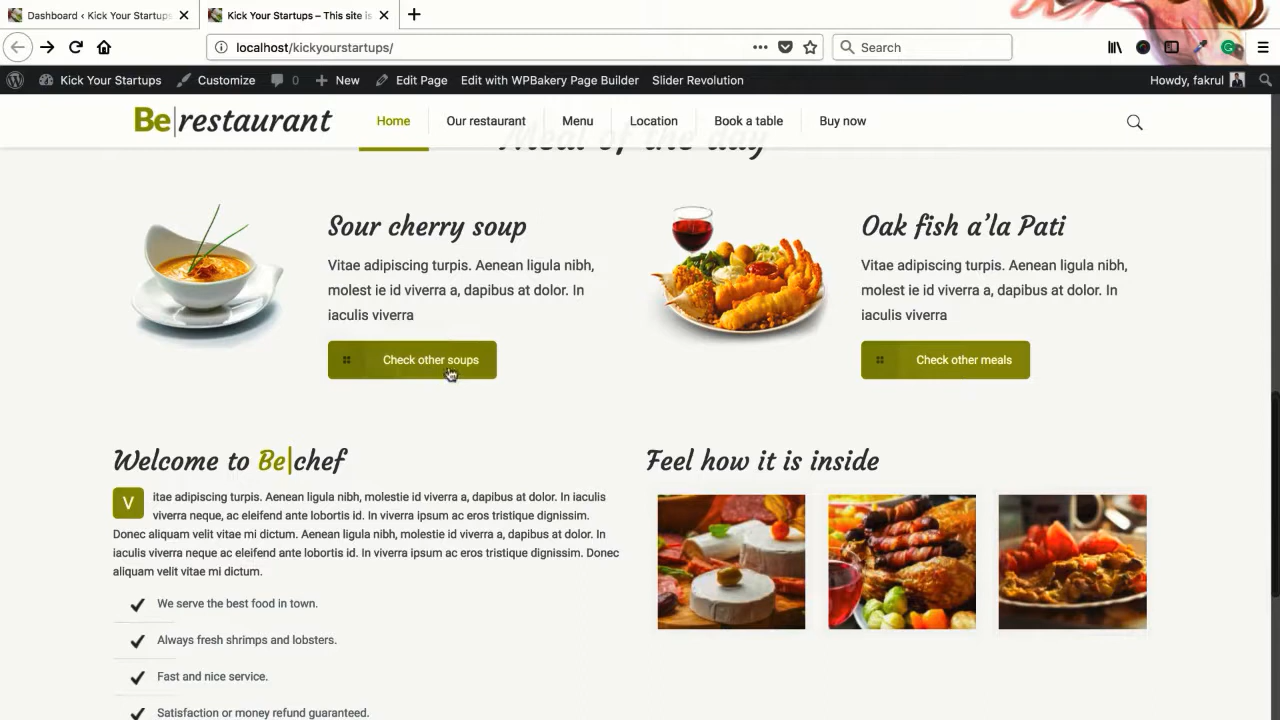 Dashboard ‹ Kick Your Startups
Kick Your Startups – This site is
localhost/kickyourstartups/
Search
Kick Your Startups
Customize
0
New
Edit Page
Edit with WPBakery Page Builder
Slider Revolution
Howdy, fakrul
Be|restaurant
Home
Our restaurant
Menu
Location
Book a table
Buy now
Meal of the day
Sour cherry soup
Vitae adipiscing turpis. Aenean ligula nibh,
molest ie id viverra a, dapibus at dolor. In
iaculis viverra
Check other soups
Oak fish a’la Pati
Vitae adipiscing turpis. Aenean ligula nibh,
molest ie id viverra a, dapibus at dolor. In
iaculis viverra
Check other meals
Welcome to Be|chef
V itae adipiscing turpis. Aenean ligula nibh, molestie id viverra a, dapibus at dolor. In iaculis
viverra neque, ac eleifend ante lobortis id. In viverra ipsum ac eros tristique dignissim.
Donec aliquam velit vitae mi dictum. Aenean ligula nibh, molestie id viverra a, dapibus at dolor. In
iaculis viverra neque ac eleifend ante lobortis id. In viverra ipsum ac eros tristique dignissim. Donec
aliquam velit vitae mi dictum.
We serve the best food in town.
Always fresh shrimps and lobsters.
Fast and nice service.
Satisfaction or money refund guaranteed.
Feel how it is inside